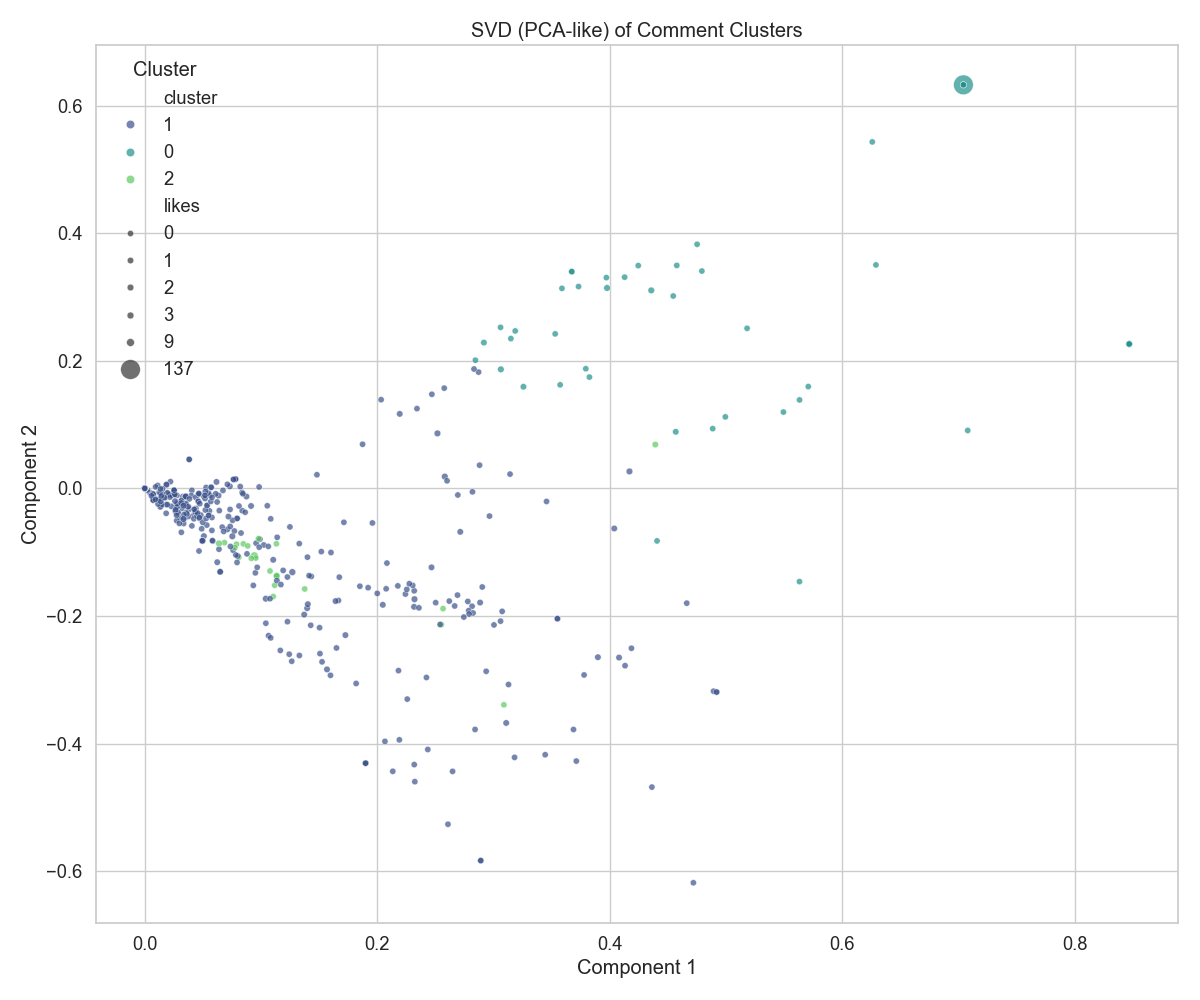 SVD (PCA-like) of Comment Clusters
Cluster
cluster
1
0
2
likes
0
1
2
3
9
137
0.6
0.4
0.2
0.0
−0.2
−0.4
−0.6
Component 2
0.0 0.2 0.4 0.6 0.8
Component 1